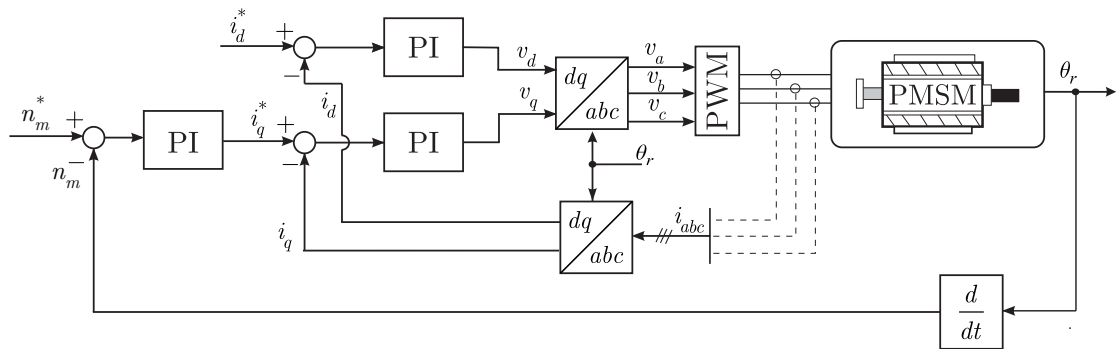 i_d^*
+
−
PI
v_d
dq
abc
v_a
v_b
v_c
PWM
PMSM
θ_r
n_m^*
+
−
n_m
PI
i_q^*
+
−
i_d
PI
v_q
θ_r
dq
abc
i_abc
i_q
d
dt